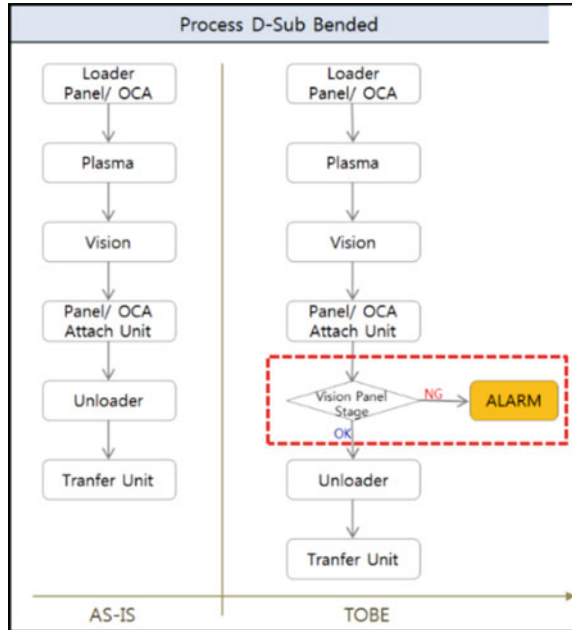 Process D-Sub Bended
Loader
Panel/ OCA
Plasma
Vision
Panel/ OCA
Attach Unit
Unloader
Tranfer Unit
AS-IS
Loader
Panel/ OCA
Plasma
Vision
Panel/ OCA
Attach Unit
Vision Panel
Stage
NG
ALARM
OK
Unloader
Tranfer Unit
TOBE